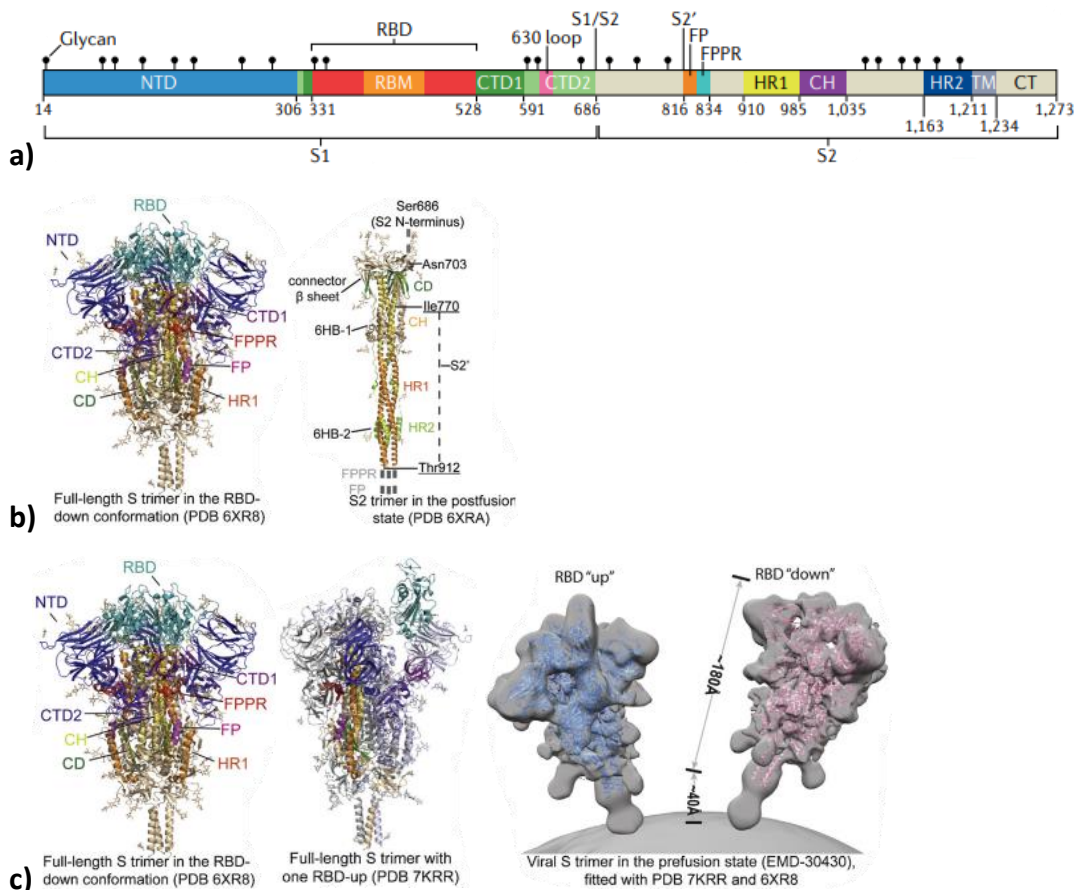 S1/S2
S2'
RBD
630 loop
FP
Glycan
FPPR
NTD
RBM
CTD1
CTD2
HR1
CH
HR2
TM
CT
14
306
331
528
591
686
816
834
910
985
1,035
1,163
1,211
1,234
1,273
a)
S1
S2
RBD
NTD
CTD1
FPPR
CTD2
FP
CH
CD
HR1
Full-length S trimer in the RBD-
down conformation (PDB 6XR8)
Ser686
(S2 N-terminus)
Asn703
connector
β sheet
CD
Ile770
CH
6HB-1
S2'
HR1
6HB-2
HR2
Thr912
FPPR
FP
S2 trimer in the postfusion
state (PDB 6XRA)
b)
RBD
NTD
CTD1
FPPR
CTD2
FP
CH
CD
HR1
Full-length S trimer in the RBD-
down conformation (PDB 6XR8)
Full-length S trimer with
one RBD-up (PDB 7KRR)
RBD "up"
RBD "down"
~180Å
~40Å
Viral S trimer in the prefusion state (EMD-30430),
fitted with PDB 7KRR and 6XR8
c)